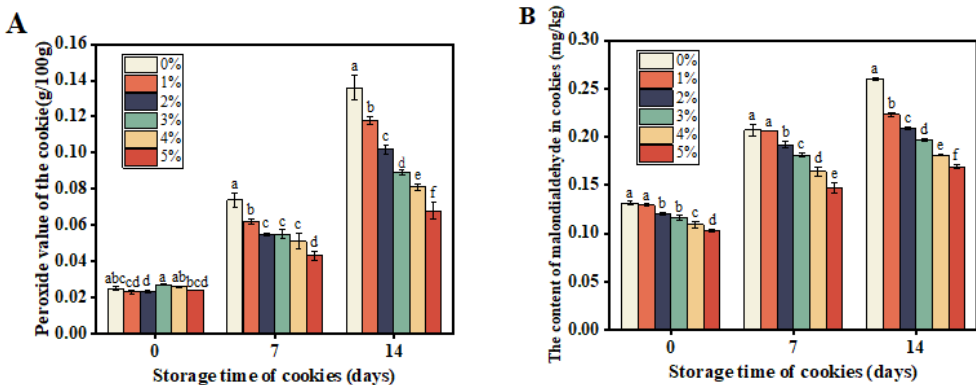 A
Peroxide value of the cookie(g/100g)
0.16
0.14
0.12
0.10
0.08
0.06
0.04
0.02
0.00
0%
1%
2%
3%
4%
5%
abc cd d a ab bcd
a b c c c d
a b c d e f
0 7 14
Storage time of cookies (days)
B
The content of malondialdehyde in cookies (mg/kg)
0.30
0.25
0.20
0.15
0.10
0.05
0.00
0%
1%
2%
3%
4%
5%
a a b b c d
a a b c d e
a b c d e f
0 7 14
Storage time of cookies (days)